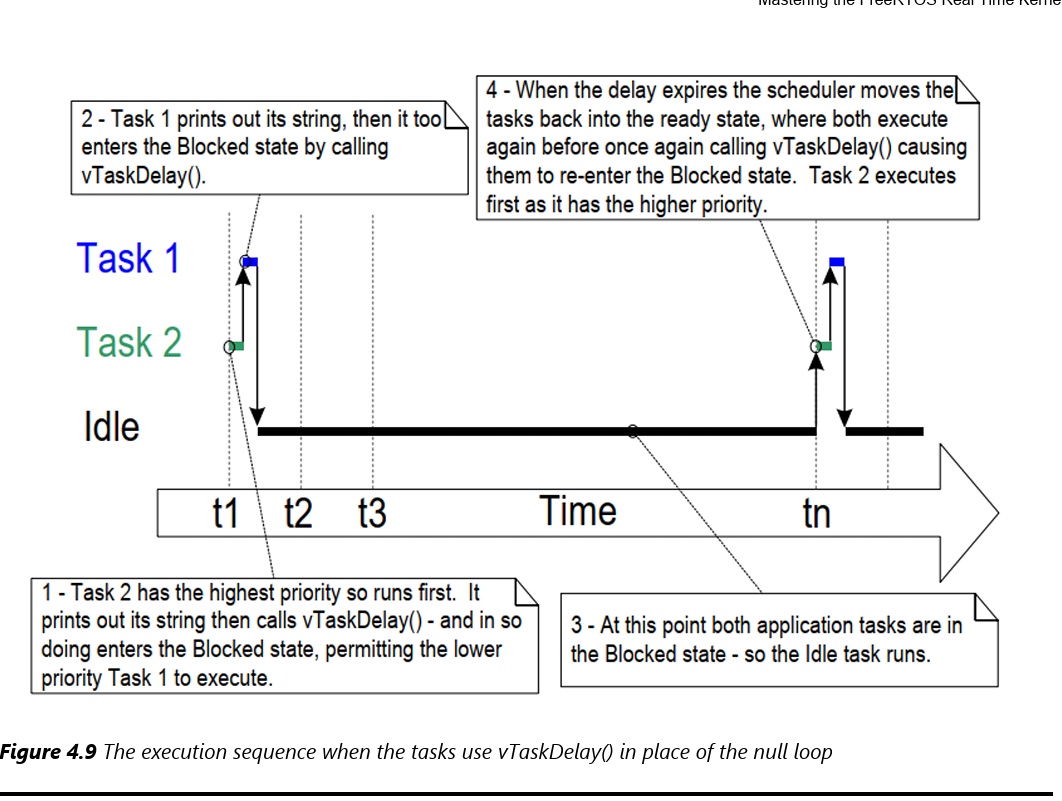 Mastering the FreeRTOS Real Time Kerne
2 - Task 1 prints out its string, then it too
enters the Blocked state by calling
vTaskDelay().
4 - When the delay expires the scheduler moves the
tasks back into the ready state, where both execute
again before once again calling vTaskDelay() causing
them to re-enter the Blocked state. Task 2 executes
first as it has the higher priority.
Task 1
Task 2
Idle
t1 t2 t3 Time tn
1 - Task 2 has the highest priority so runs first. It
prints out its string then calls vTaskDelay() - and in so
doing enters the Blocked state, permitting the lower
priority Task 1 to execute.
3 - At this point both application tasks are in
the Blocked state - so the Idle task runs.
Figure 4.9 The execution sequence when the tasks use vTaskDelay() in place of the null loop